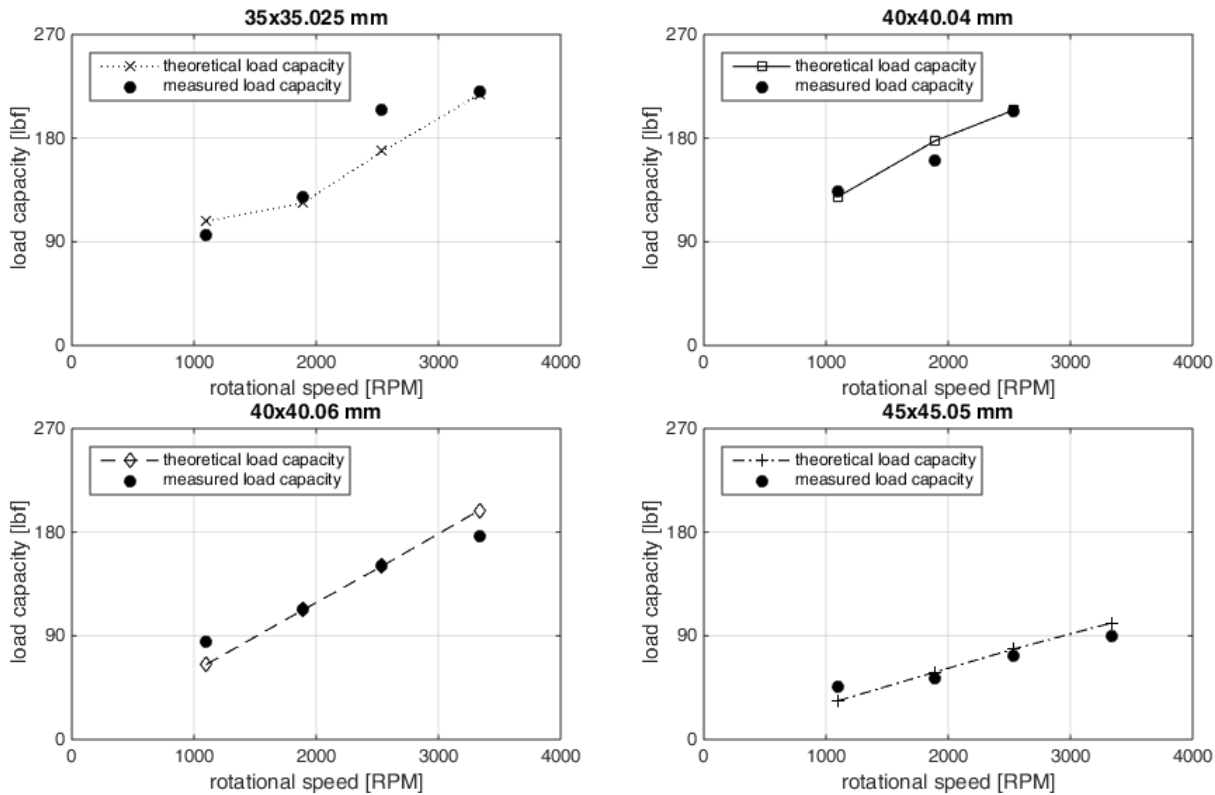 35x35.025 mm
270
180
90
0
load capacity [lbf]
theoretical load capacity
measured load capacity
0 1000 2000 3000 4000
rotational speed [RPM]
40x40.04 mm
270
180
90
0
load capacity [lbf]
theoretical load capacity
measured load capacity
0 1000 2000 3000 4000
rotational speed [RPM]
40x40.06 mm
270
180
90
0
load capacity [lbf]
theoretical load capacity
measured load capacity
0 1000 2000 3000 4000
rotational speed [RPM]
45x45.05 mm
270
180
90
0
load capacity [lbf]
theoretical load capacity
measured load capacity
0 1000 2000 3000 4000
rotational speed [RPM]